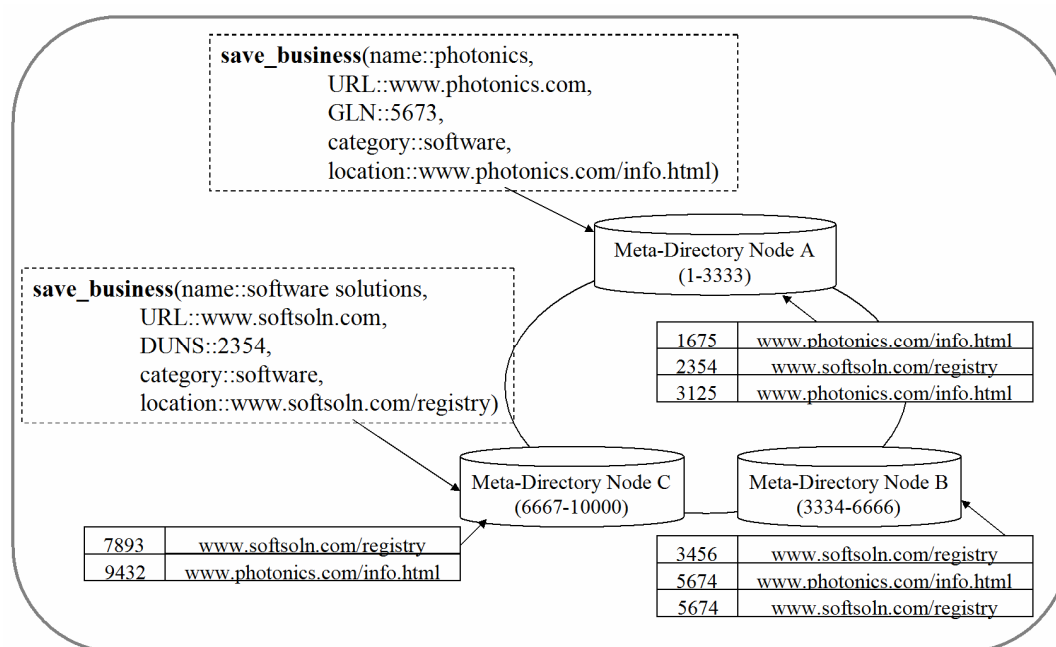 save_business(name::photonics,
URL::www.photonics.com,
GLN::5673,
category::software,
location::www.photonics.com/info.html)
Meta-Directory Node A
(1-3333)
save_business(name::software solutions,
URL::www.softsoln.com,
DUNS::2354,
category::software,
location::www.softsoln.com/registry)
1675 www.photonics.com/info.html
2354 www.softsoln.com/registry
3125 www.photonics.com/info.html
Meta-Directory Node C
(6667-10000)
Meta-Directory Node B
(3334-6666)
7893 www.softsoln.com/registry
9432 www.photonics.com/info.html
3456 www.softsoln.com/registry
5674 www.photonics.com/info.html
5674 www.softsoln.com/registry